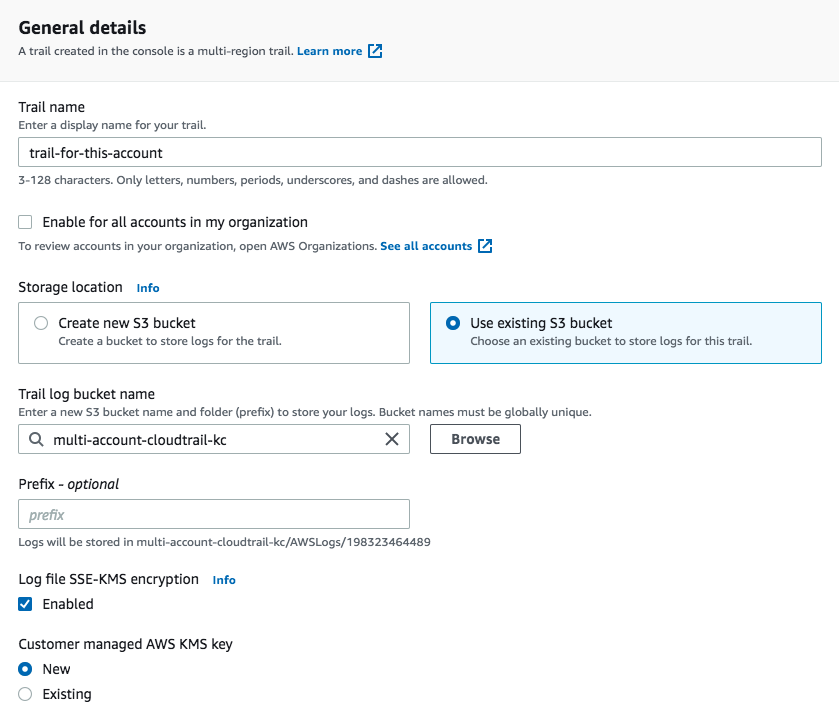 General details
A trail created in the console is a multi-region trail. Learn more
Trail name
Enter a display name for your trail.
trail-for-this-account
3-128 characters. Only letters, numbers, periods, underscores, and dashes are allowed.
Enable for all accounts in my organization
To review accounts in your organization, open AWS Organizations. See all accounts
Storage location Info
Create new S3 bucket
Create a bucket to store logs for the trail.
Use existing S3 bucket
Choose an existing bucket to store logs for this trail.
Trail log bucket name
Enter a new S3 bucket name and folder (prefix) to store your logs. Bucket names must be globally unique.
multi-account-cloudtrail-kc
Browse
Prefix - optional
prefix
Logs will be stored in multi-account-cloudtrail-kc/AWSLogs/198323464489
Log file SSE-KMS encryption Info
Enabled
Customer managed AWS KMS key
New
Existing